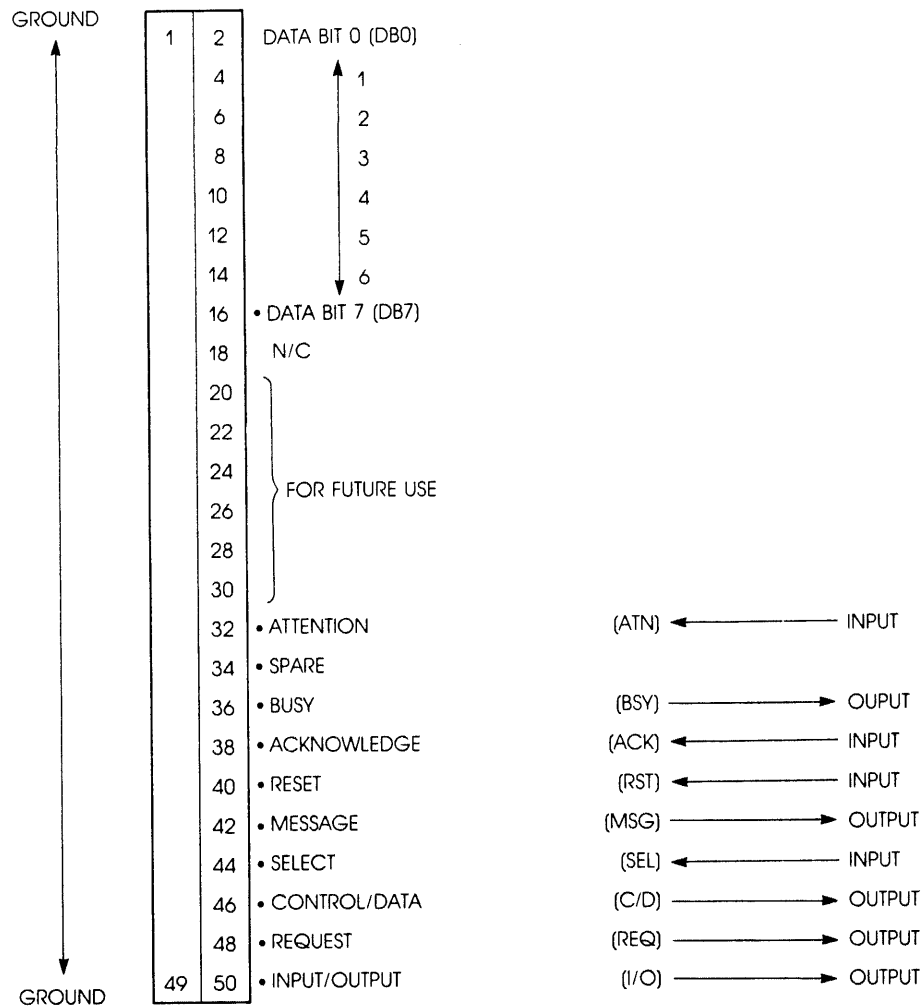 GROUND
1 2 DATA BIT 0 (DB0)
4 1
6 2
8 3
10 4
12 5
14 6
16 • DATA BIT 7 (DB7)
18 N/C
20
22
24
FOR FUTURE USE
26
28
30
32 • ATTENTION (ATN) INPUT
34 • SPARE
36 • BUSY (BSY) OUPUT
38 • ACKNOWLEDGE (ACK) INPUT
40 • RESET (RST) INPUT
42 • MESSAGE (MSG) OUTPUT
44 • SELECT (SEL) INPUT
46 • CONTROL/DATA (C/D) OUTPUT
48 • REQUEST (REQ) OUTPUT
49 50 • INPUT/OUTPUT (I/O) OUTPUT
GROUND